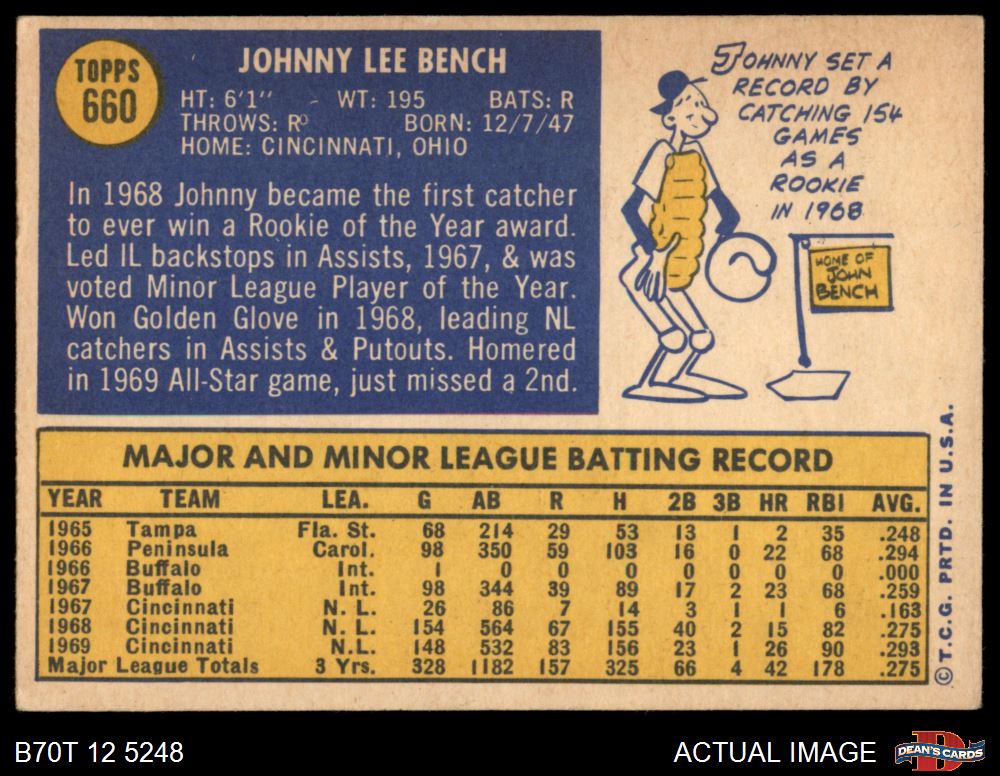 TOPPS
660
JOHNNY LEE BENCH
HT: 6'1" WT: 195 BATS: R
THROWS: R BORN: 12/7/47
HOME: CINCINNATI, OHIO
In 1968 Johnny became the first catcher
to ever win a Rookie of the Year award.
Led IL backstops in Assists, 1967, & was
voted Minor League Player of the Year.
Won Golden Glove in 1968, leading NL
catchers in Assists & Putouts. Homered
in 1969 All-Star game, just missed a 2nd.
JOHNNY SET A
RECORD BY
CATCHING 154
GAMES
AS A
ROOKIE
IN 1968
HOME OF
JOHN
BENCH
MAJOR AND MINOR LEAGUE BATTING RECORD
YEAR TEAM LEA. G AB R H 2B 3B HR RBI AVG.
1965 Tampa Fla. St. 68 214 29 53 13 1 2 35 .248
1966 Peninsula Carol. 98 350 59 103 16 0 22 68 .294
1966 Buffalo Int. 1 0 0 0 0 0 0 0 .000
1967 Buffalo Int. 98 344 39 89 17 2 23 68 .259
1967 Cincinnati N. L. 26 86 7 14 3 1 1 6 .163
1968 Cincinnati N. L. 154 564 67 155 40 2 15 82 .275
1969 Cincinnati N. L. 148 532 83 156 23 1 26 90 .293
Major League Totals 3 Yrs. 328 1182 157 325 66 4 42 178 .275
© T.C.G. PRTD. IN U.S.A.
B70T 12 5248
ACTUAL IMAGE
DEAN'S CARDS